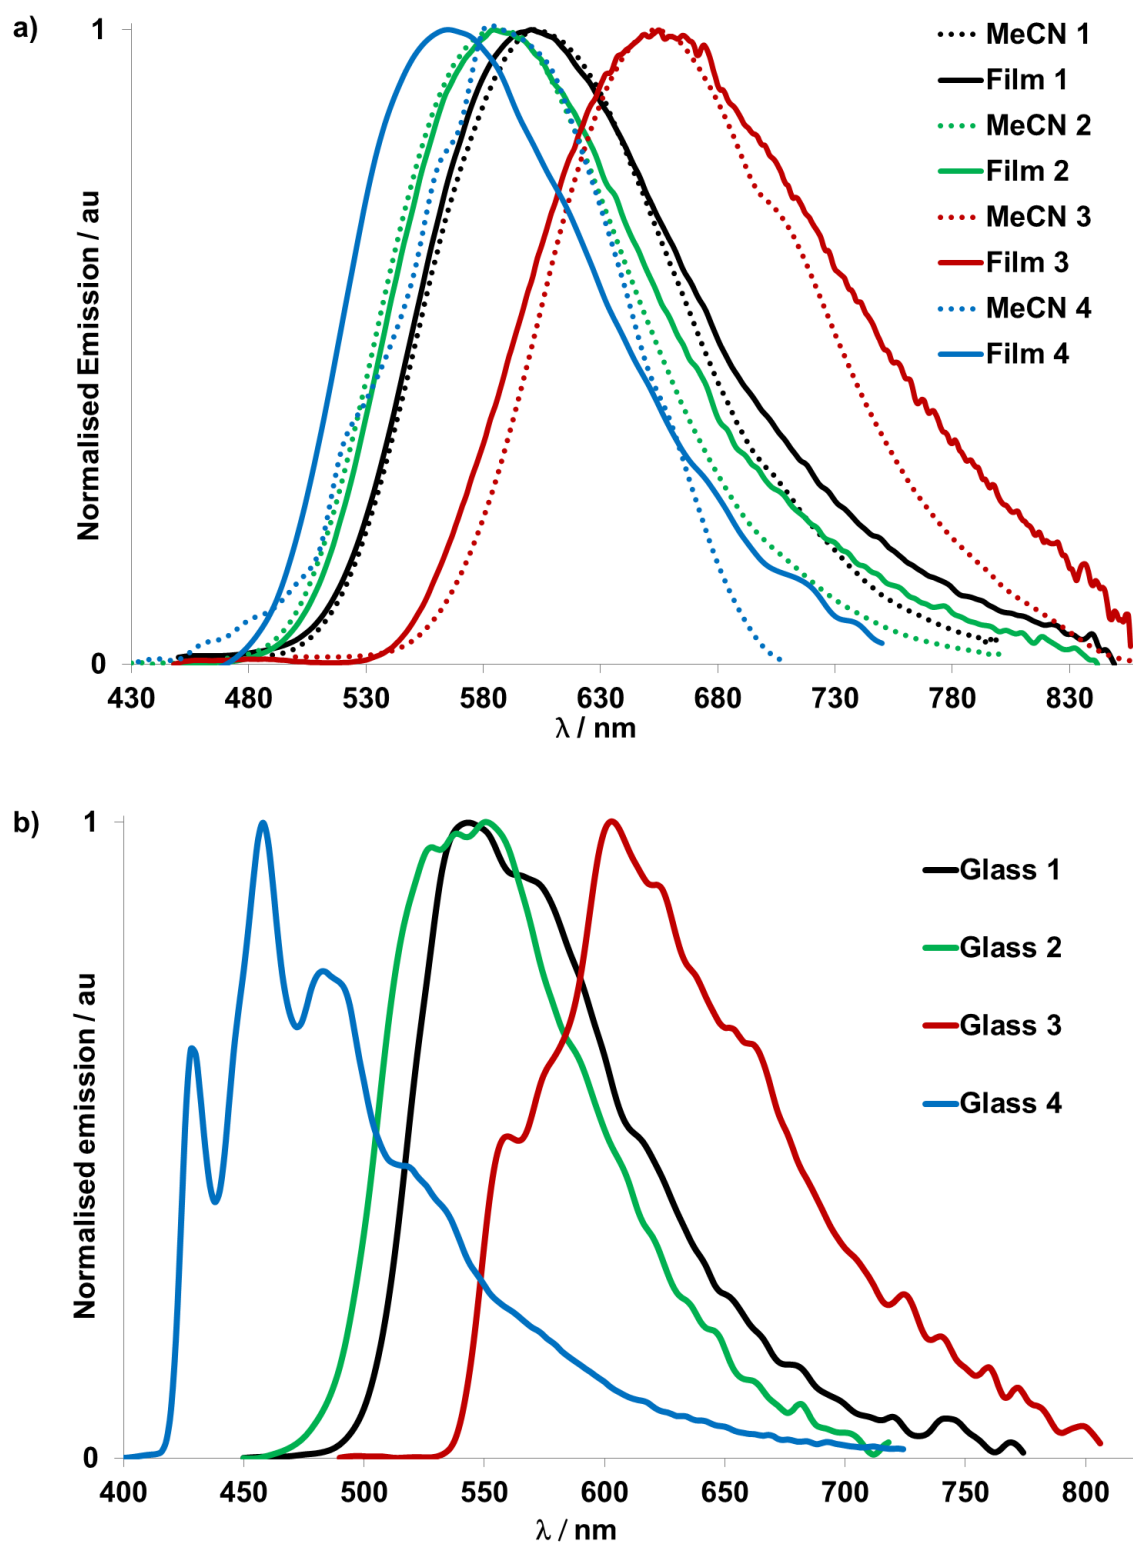 a)
1
Normalised Emission / au
0
MeCN 1
Film 1
MeCN 2
Film 2
MeCN 3
Film 3
MeCN 4
Film 4
430 480 530 580 630 680 730 780 830
λ / nm
b)
1
Normalised emission / au
0
Glass 1
Glass 2
Glass 3
Glass 4
400 450 500 550 600 650 700 750 800
λ / nm